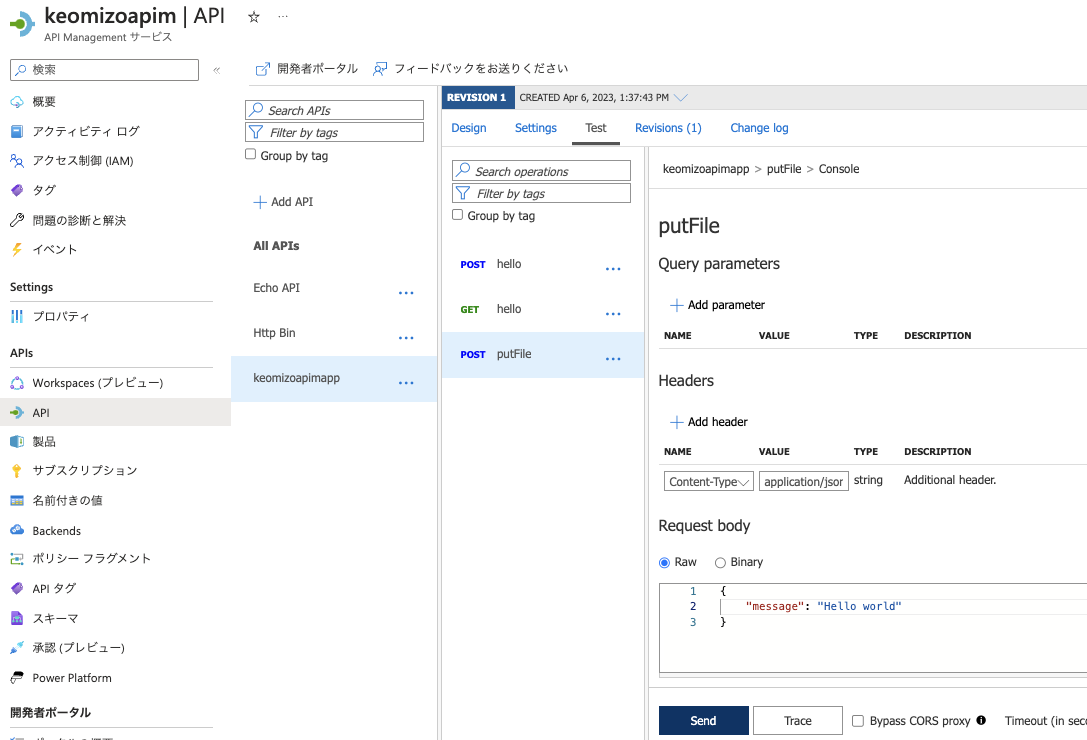 keomizoapim | API
API Management サービス
検索
概要
アクティビティ ログ
アクセス制御 (IAM)
タグ
問題の診断と解決
イベント
Settings
プロパティ
APIs
Workspaces (プレビュー)
API
製品
サブスクリプション
名前付きの値
Backends
ポリシー フラグメント
API タグ
スキーマ
承認 (プレビュー)
Power Platform
開発者ポータル
開発者ポータル
フィードバックをお送りください
Search APIs
Filter by tags
Group by tag
Add API
All APIs
Echo API
Http Bin
keomizoapimapp
REVISION 1 CREATED Apr 6, 2023, 1:37:43 PM
Design Settings Test Revisions (1) Change log
Search operations
Filter by tags
Group by tag
POST hello
GET hello
POST putFile
keomizoapimapp > putFile > Console
putFile
Query parameters
Add parameter
NAME VALUE TYPE DESCRIPTION
Headers
Add header
NAME VALUE TYPE DESCRIPTION
Content-Type application/jsor string Additional header.
Request body
Raw Binary
1 {
2 "message": "Hello world"
3 }
Send Trace Bypass CORS proxy Timeout (in sec